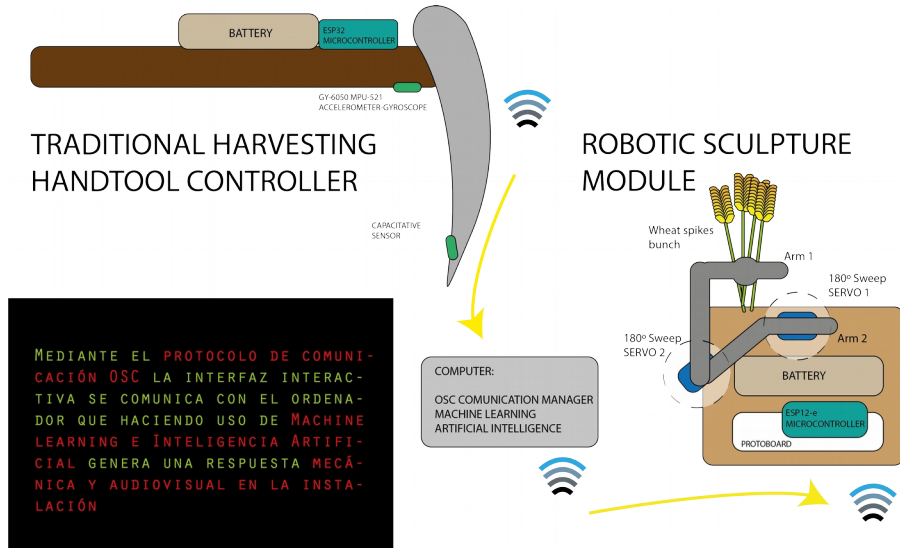 BATTERY
ESP32
MICROCONTROLLER
GY-6050 MPU-521
ACCELEROMETER-GYROSCOPE
TRADITIONAL HARVESTING
HANDTOOL CONTROLLER
CAPACITATIVE
SENSOR
ROBOTIC SCULPTURE
MODULE
Wheat spikes
bunch
Arm 1
180º Sweep
SERVO 1
180º Sweep
SERVO 2
Arm 2
BATTERY
ESP12-e
MICROCONTROLLER
PROTOBOARD
COMPUTER:
OSC COMUNICATION MANAGER
MACHINE LEARNING
ARTIFICIAL INTELLIGENCE
Mediante el protocolo de comuni-
cación OSC la interfaz interac-
tiva se comunica con el ordena-
dor que haciendo uso de Machine
learning e Inteligencia Artifi-
cial genera una respuesta mecá-
nica y audiovisual en la insta-
lación